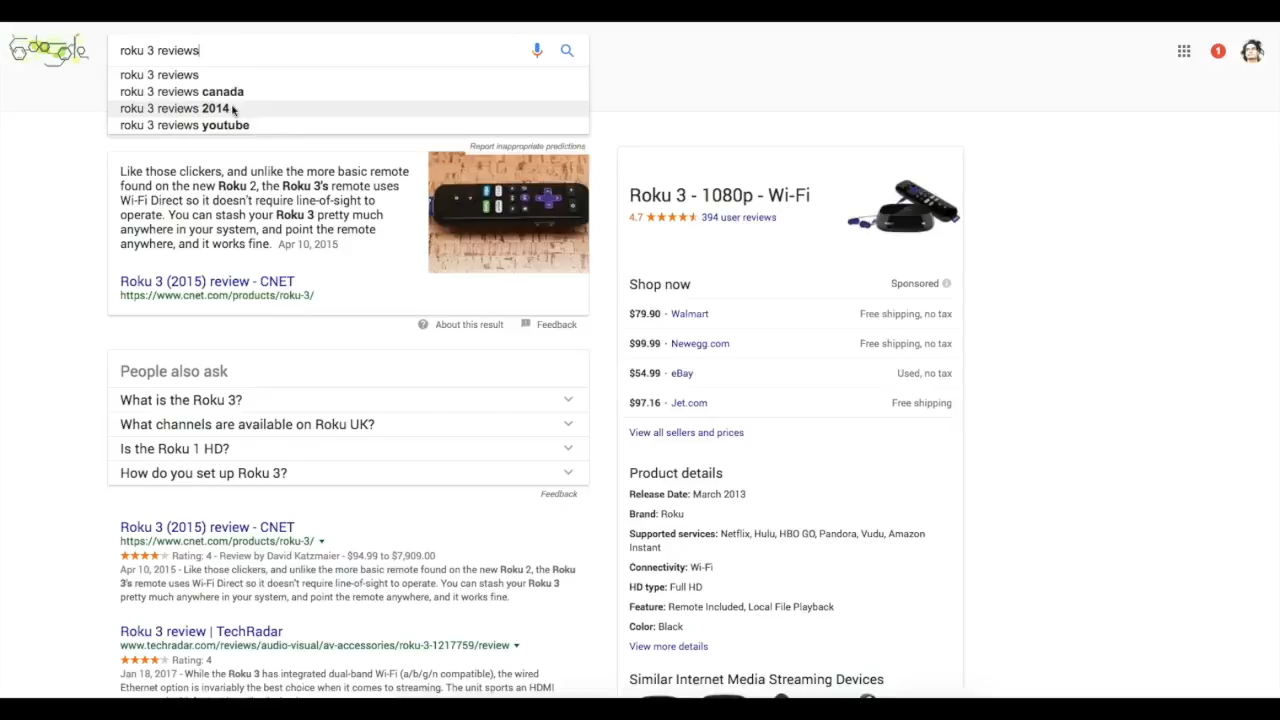 roku 3 reviews
1
roku 3 reviews
roku 3 reviews canada
roku 3 reviews 2014
roku 3 reviews youtube
Report inappropriate predictions
Like those clickers, and unlike the more basic remote
found on the new Roku 2, the Roku 3's remote uses
Wi-Fi Direct so it doesn't require line-of-sight to
operate. You can stash your Roku 3 pretty much
anywhere in your system, and point the remote
anywhere, and it works fine. Apr 10, 2015
Roku 3 (2015) review - CNET
https://www.cnet.com/products/roku-3/
About this result
Feedback
People also ask
What is the Roku 3?
What channels are available on Roku UK?
Is the Roku 1 HD?
How do you set up Roku 3?
Feedback
Roku 3 (2015) review - CNET
https://www.cnet.com/products/roku-3/
Rating: 4 - Review by David Katzmaier - $94.99 to $7,909.00
Apr 10, 2015 - Like those clickers, and unlike the more basic remote found on the new Roku 2, the Roku
3's remote uses Wi-Fi Direct so it doesn't require line-of-sight to operate. You can stash your Roku 3
pretty much anywhere in your system, and point the remote anywhere, and it works fine.
Roku 3 review | TechRadar
www.techradar.com/reviews/audio-visual/av-accessories/roku-3-1217759/review
Rating: 4
Jan 18, 2017 - While the Roku 3 has integrated dual-band Wi-Fi (a/b/g/n compatible), the wired
Ethernet option is invariably the best choice when it comes to streaming. The unit sports an HDMI
Roku 3 - 1080p - Wi-Fi
4.7 394 user reviews
Shop now
Sponsored
$79.90 · Walmart Free shipping, no tax
$99.99 · Newegg.com Free shipping, no tax
$54.99 · eBay Used, no tax
$97.16 · Jet.com Free shipping
View all sellers and prices
Product details
Release Date: March 2013
Brand: Roku
Supported services: Netflix, Hulu, HBO GO, Pandora, Vudu, Amazon
Instant
Connectivity: Wi-Fi
HD type: Full HD
Feature: Remote Included, Local File Playback
Color: Black
View more details
Similar Internet Media Streaming Devices